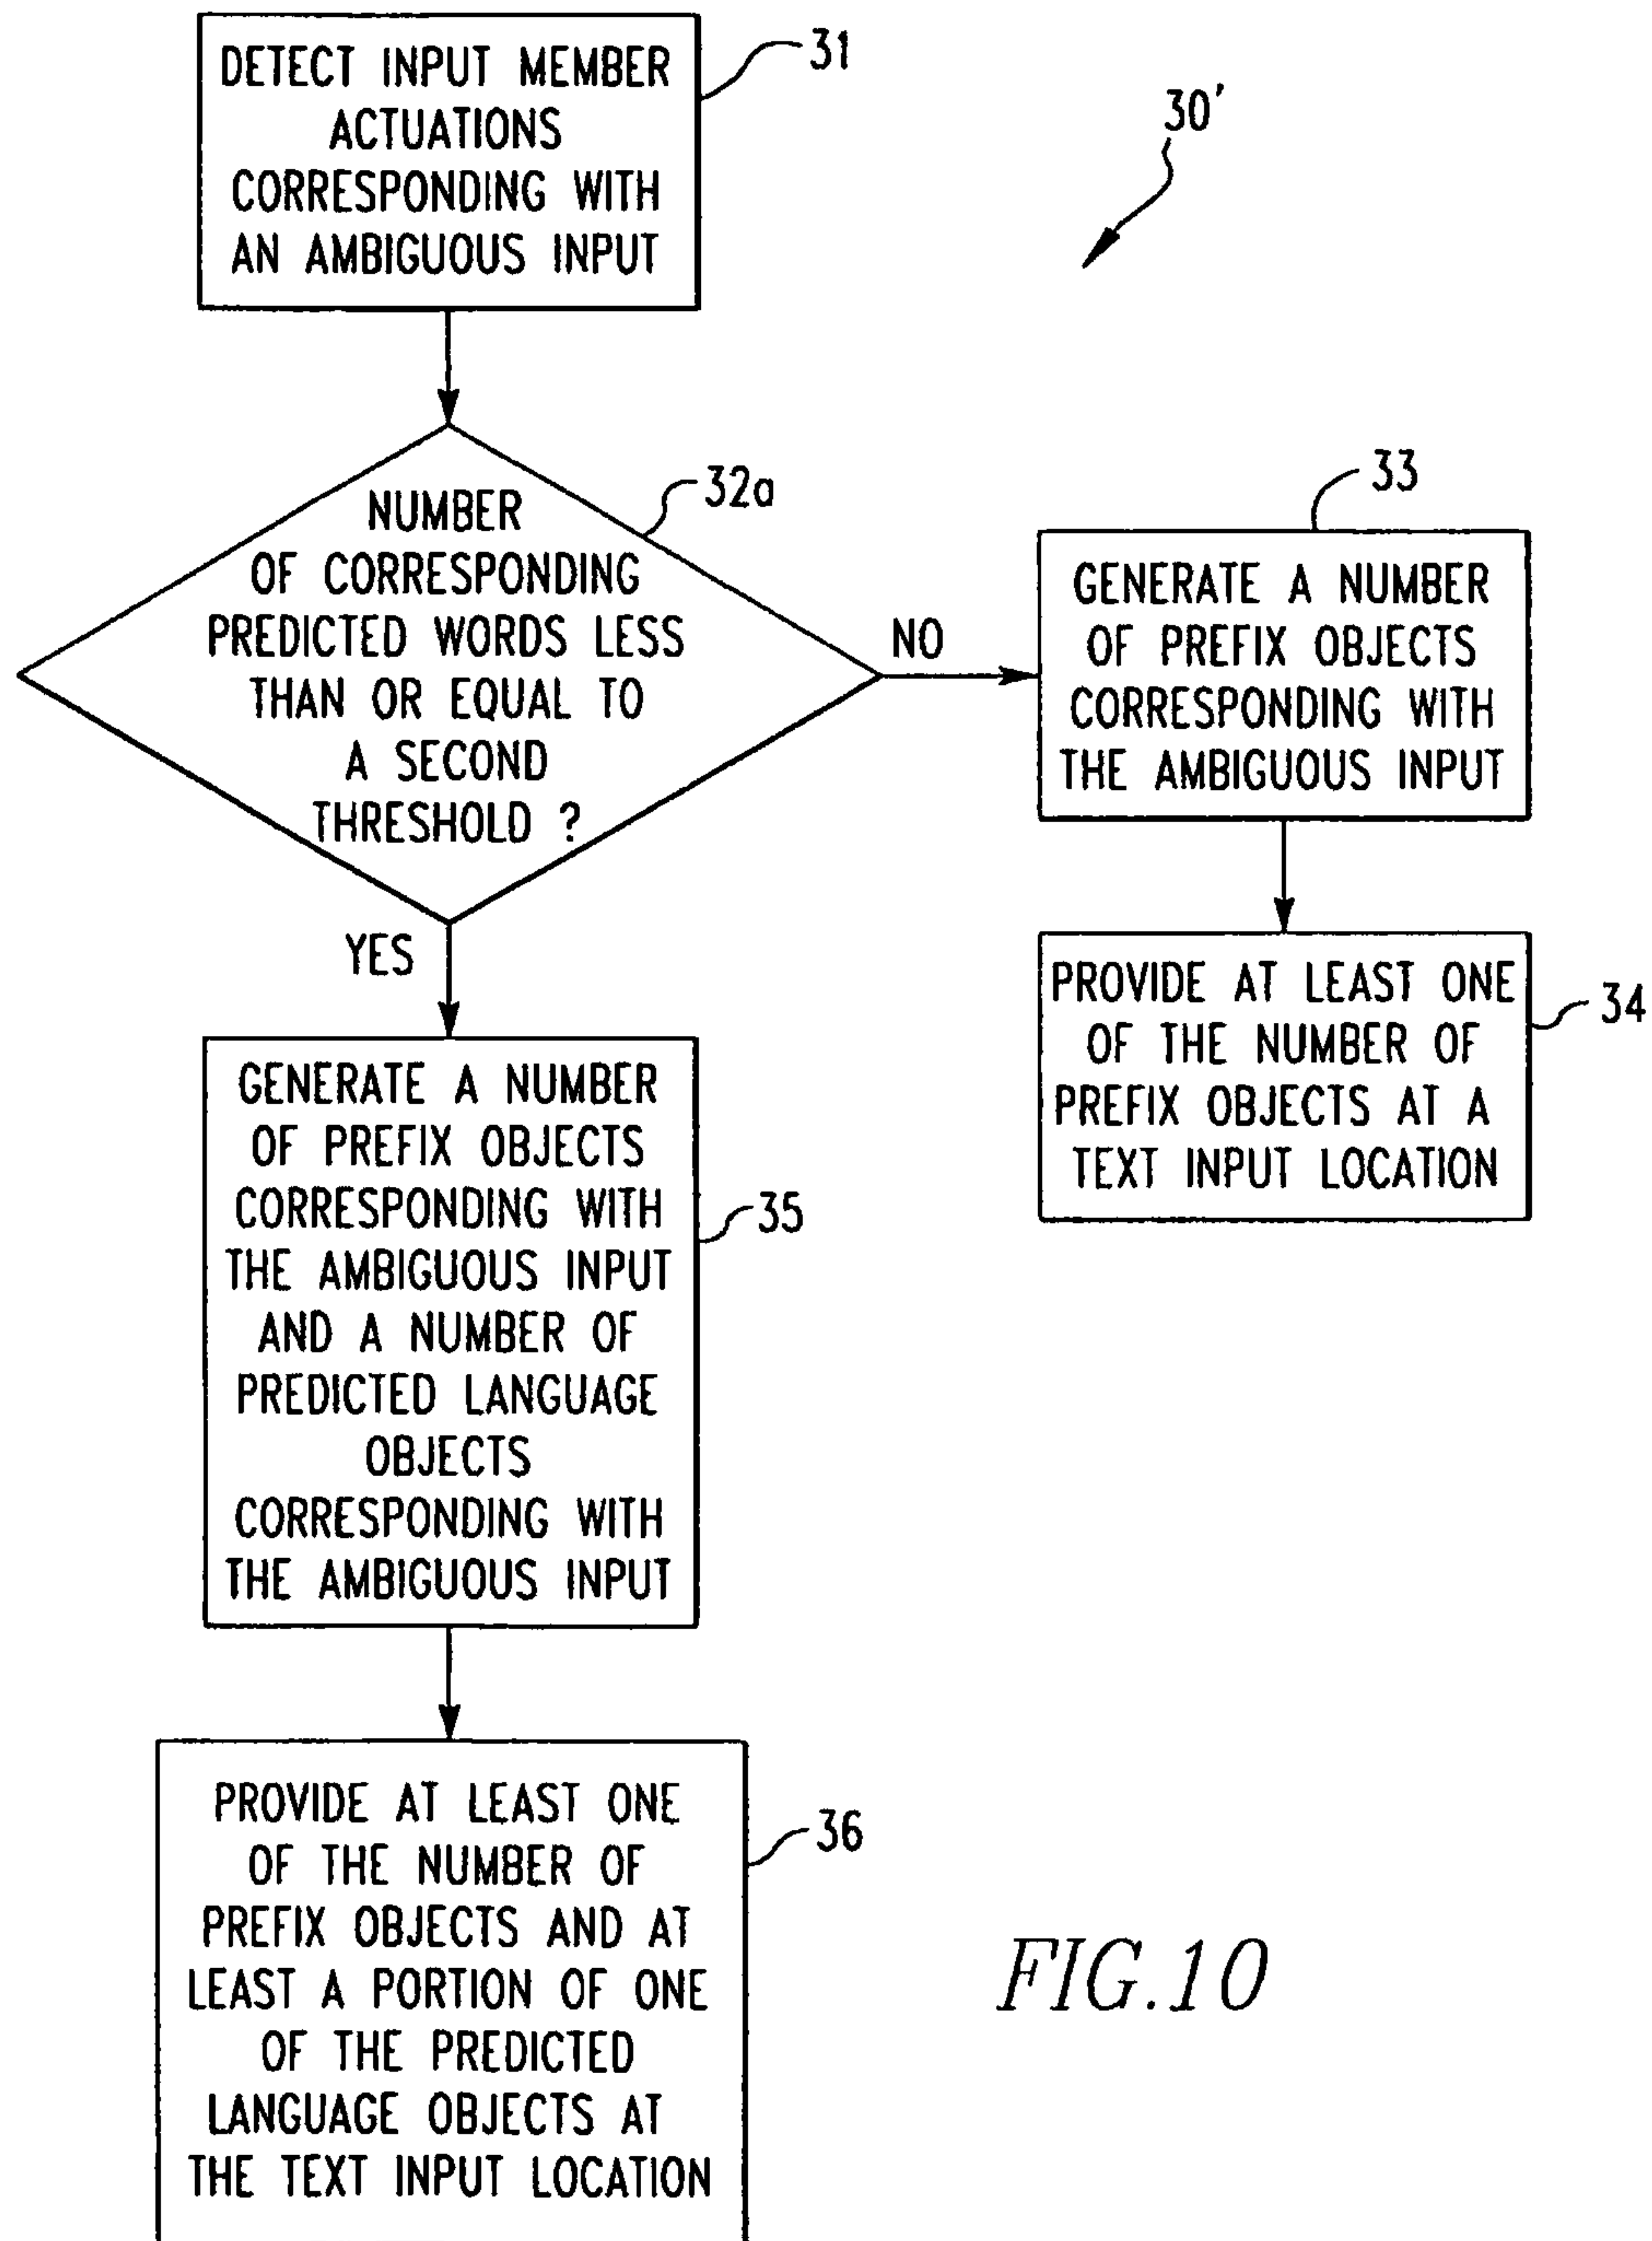 DETECT INPUT MEMBER
ACTUATIONS
CORRESPONDING WITH
AN AMBIGUOUS INPUT
31
30'
NUMBER
OF CORRESPONDING
PREDICTED WORDS LESS
THAN OR EQUAL TO
A SECOND
THRESHOLD ?
32a
NO
YES
33
GENERATE A NUMBER
OF PREFIX OBJECTS
CORRESPONDING WITH
THE AMBIGUOUS INPUT
PROVIDE AT LEAST ONE
OF THE NUMBER OF
PREFIX OBJECTS AT A
TEXT INPUT LOCATION
34
GENERATE A NUMBER
OF PREFIX OBJECTS
CORRESPONDING WITH
THE AMBIGUOUS INPUT
AND A NUMBER OF
PREDICTED LANGUAGE
OBJECTS
CORRESPONDING WITH
THE AMBIGUOUS INPUT
35
PROVIDE AT LEAST ONE
OF THE NUMBER OF
PREFIX OBJECTS AND AT
LEAST A PORTION OF ONE
OF THE PREDICTED
LANGUAGE OBJECTS AT
THE TEXT INPUT LOCATION
36
FIG.10